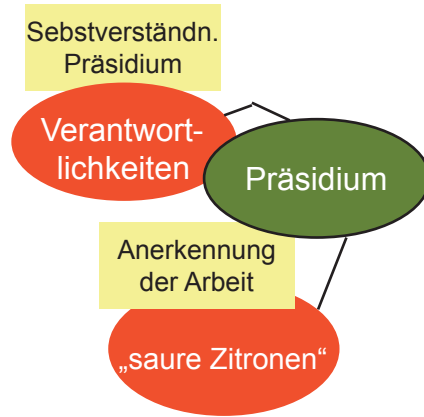 Sebstverständn.
Präsidium
Verantwort-
lichkeiten
Präsidium
Anerkennung
der Arbeit
„saure Zitronen“